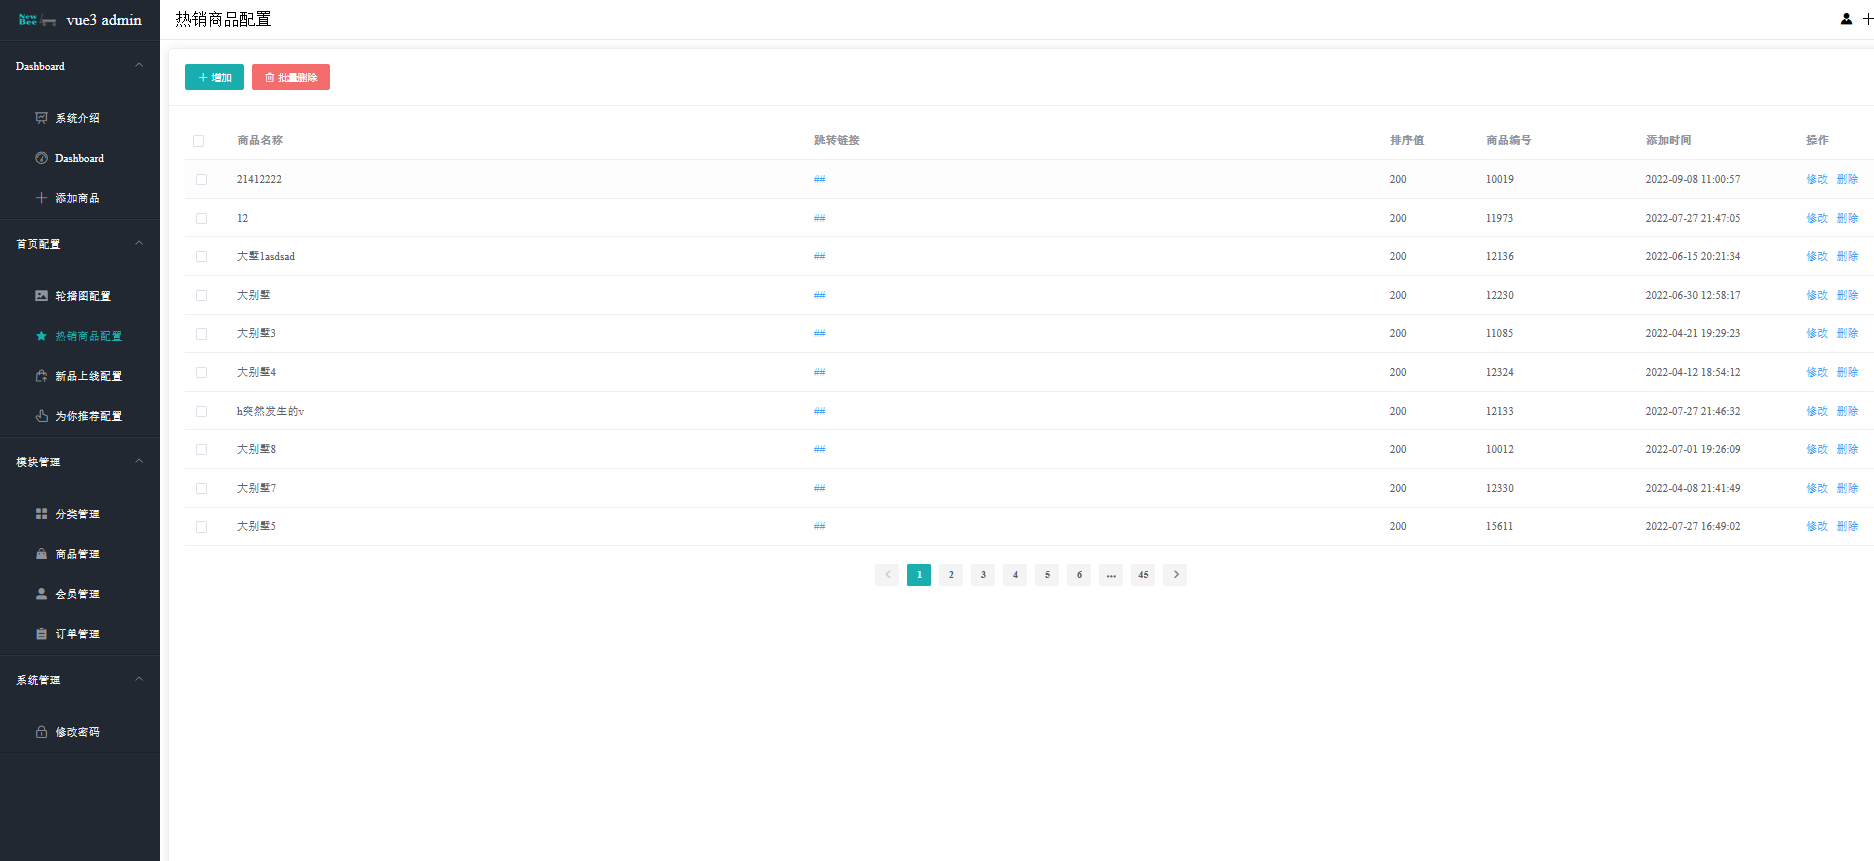 New Bee vue3 admin
热销商品配置
Dashboard
系统介绍
Dashboard
添加商品
首页配置
轮播图配置
热销商品配置
新品上线配置
为你推荐配置
模块管理
分类管理
商品管理
会员管理
订单管理
系统管理
修改密码
增加 批量删除
商品名称 跳转链接 排序值 商品编号 添加时间 操作
21412222 ## 200 10019 2022-09-08 11:00:57 修改 删除
12 ## 200 11973 2022-07-27 21:47:05 修改 删除
大墅1asdsad ## 200 12136 2022-06-15 20:21:34 修改 删除
大别墅 ## 200 12230 2022-06-30 12:58:17 修改 删除
大别墅3 ## 200 11085 2022-04-21 19:29:23 修改 删除
大别墅4 ## 200 12324 2022-04-12 18:54:12 修改 删除
h突然发生的v ## 200 12133 2022-07-27 21:46:32 修改 删除
大别墅8 ## 200 10012 2022-07-01 19:26:09 修改 删除
大别墅7 ## 200 12330 2022-04-08 21:41:49 修改 删除
大别墅5 ## 200 15611 2022-07-27 16:49:02 修改 删除
1 2 3 4 5 6 ... 45